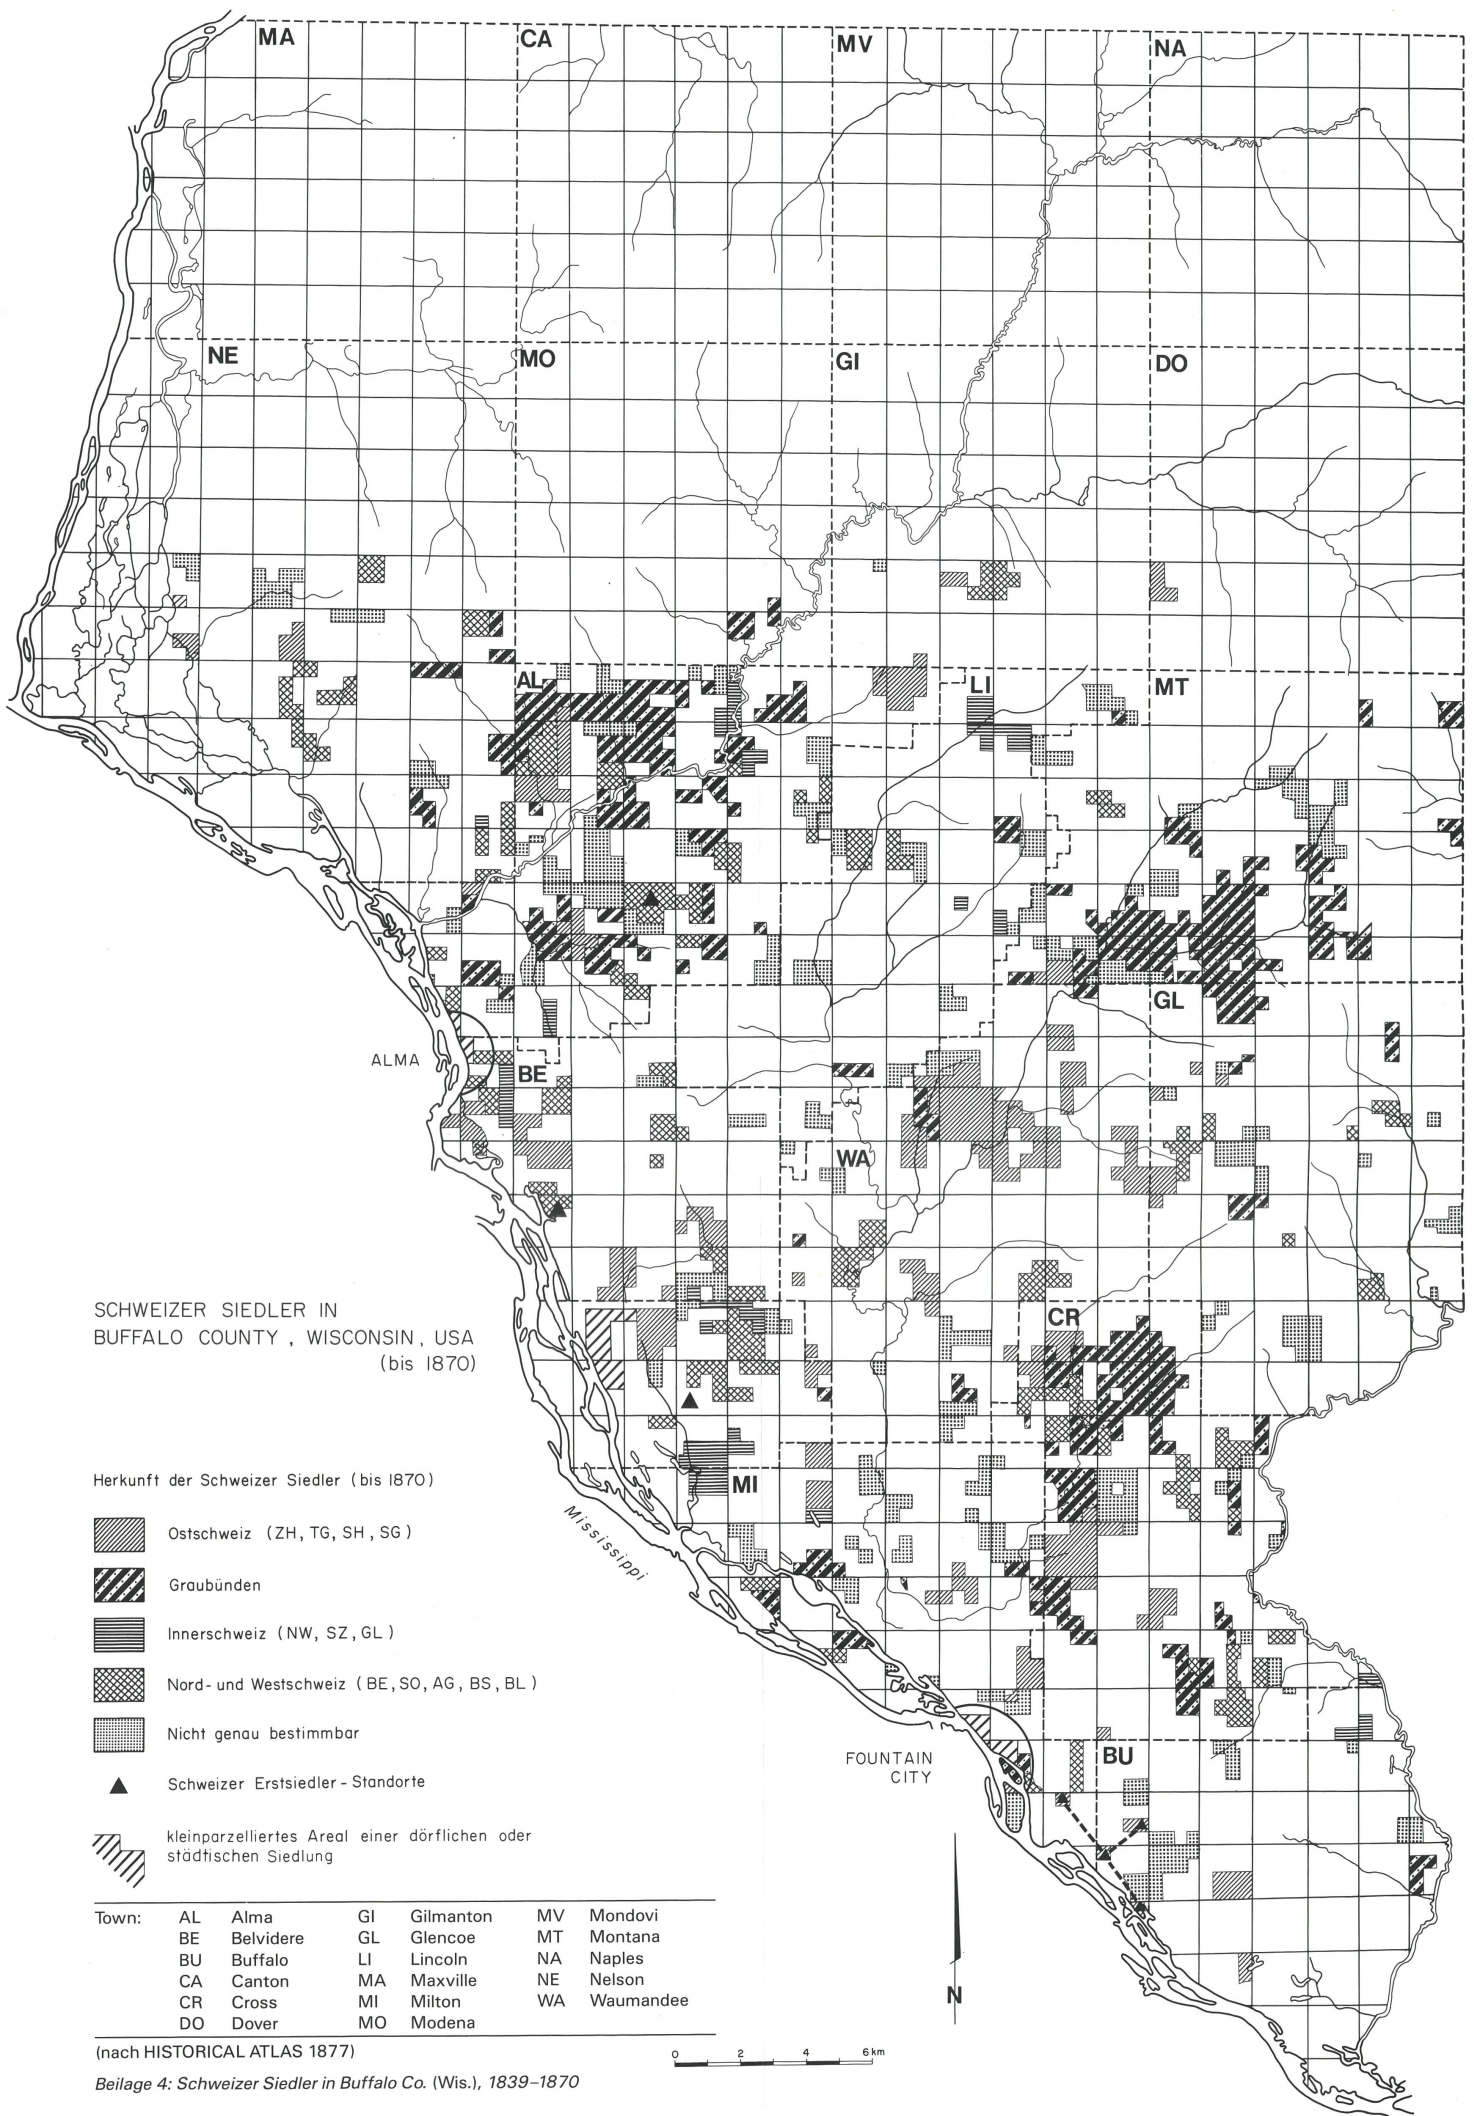 MA
CA
MV
NA
NE
MO
GI
DO
AL
LI
MT
GL
ALMA
BE
WA
SCHWEIZER SIEDLER IN
BUFFALO COUNTY, WISCONSIN, USA
(bis 1870)
CR
Herkunft der Schweizer Siedler (bis 1870)
MI
Mississippi
Ostschweiz (ZH, TG, SH, SG)
Graubünden
Innerschweiz (NW, SZ, GL)
Nord- und Westschweiz (BE, SO, AG, BS, BL)
Nicht genau bestimmbar
FOUNTAIN
CITY
BU
Schweizer Erstsiedler - Standorte
kleinparzelliertes Areal einer dörflichen oder
städtischen Siedlung
Town: AL Alma GI Gilmanton MV Mondovi
BE Belvidere GL Glencoe MT Montana
BU Buffalo LI Lincoln NA Naples
CA Canton MA Maxville NE Nelson
CR Cross MI Milton WA Waumandee
DO Dover MO Modena
N
(nach HISTORICAL ATLAS 1877)
0 2 4 6 km
Beilage 4: Schweizer Siedler in Buffalo Co. (Wis.), 1839–1870